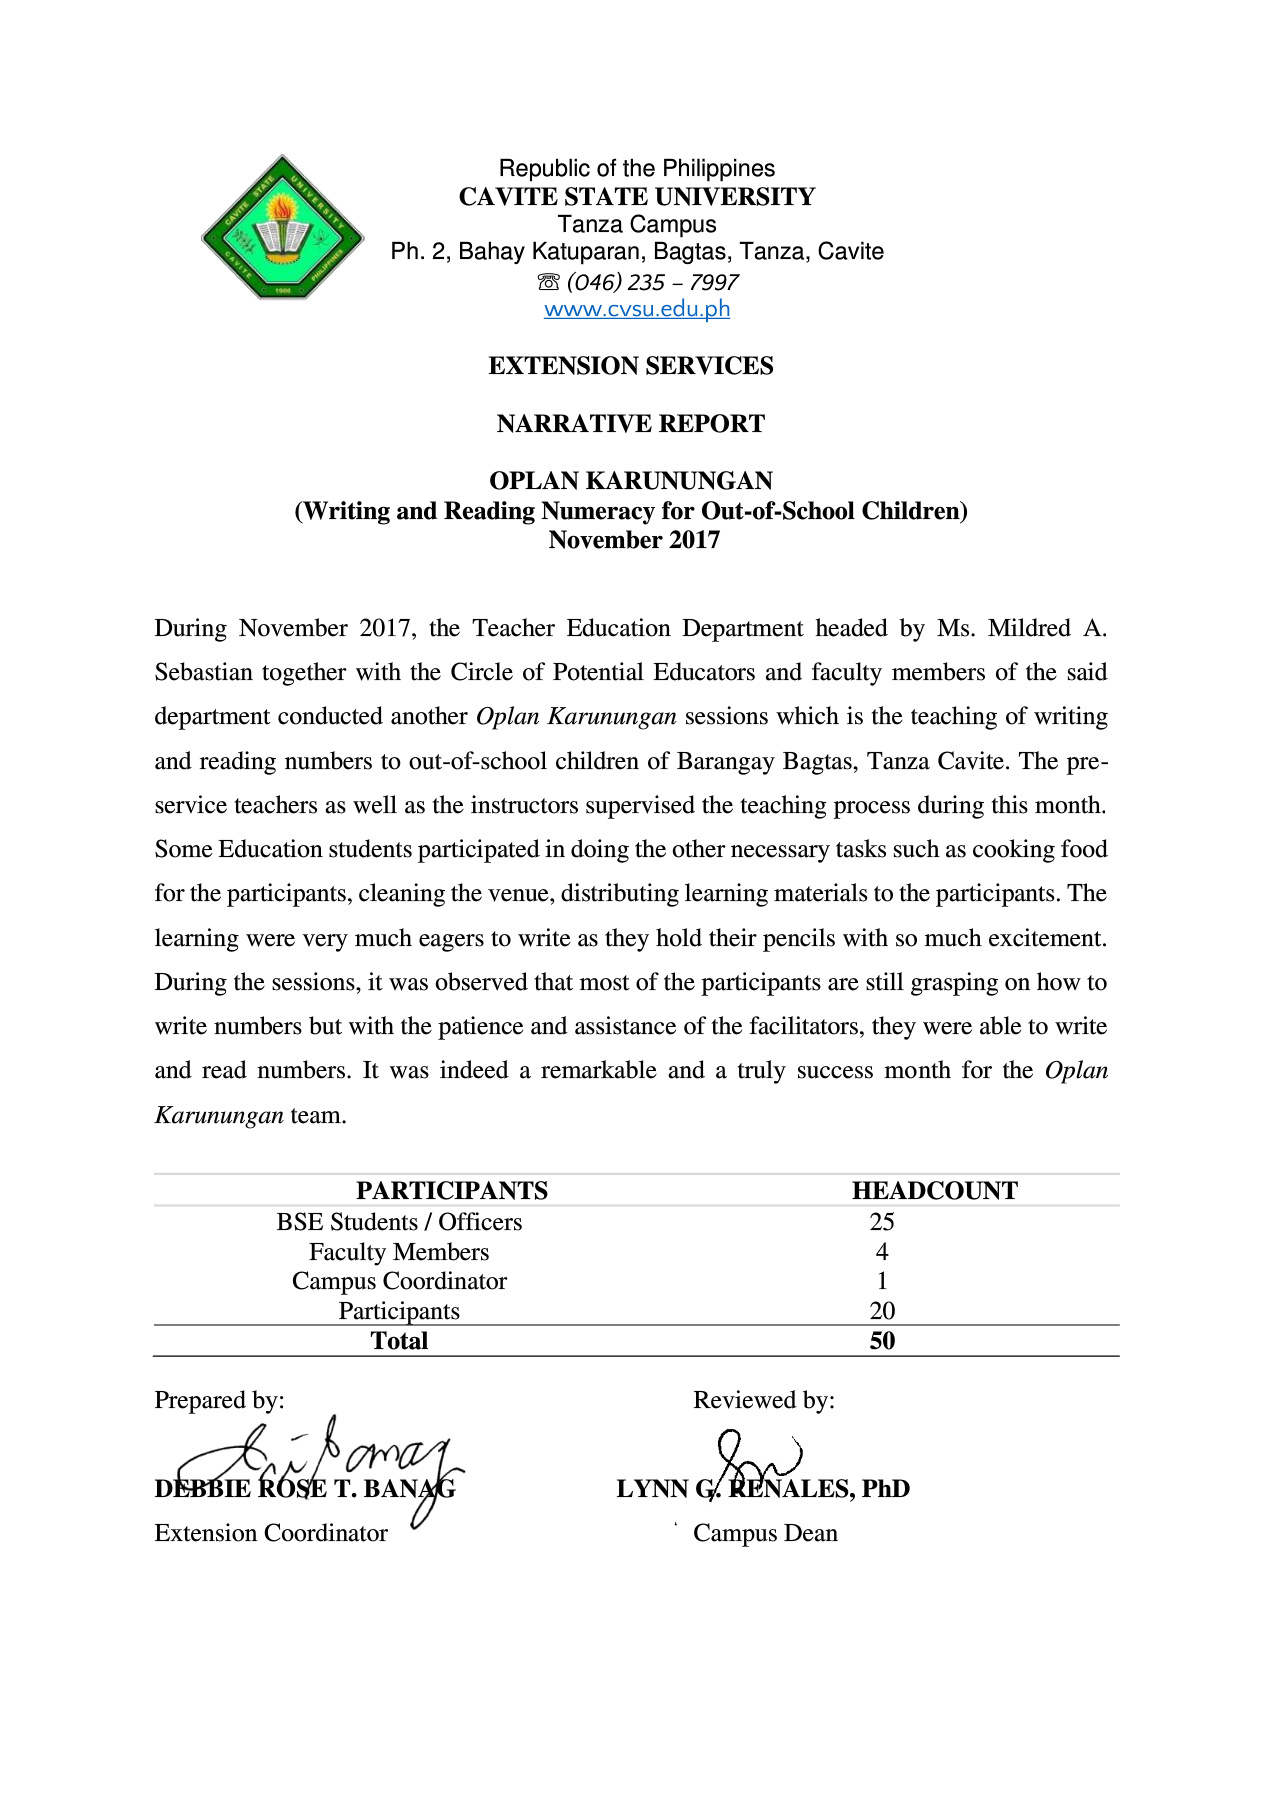 Republic of the Philippines
CAVITE STATE UNIVERSITY
Tanza Campus
Ph. 2, Bahay Katuparan, Bagtas, Tanza, Cavite
☏ (046) 235 – 7997
www.cvsu.edu.ph
CAVITE STATE UNIVERSITY
CAVITE PHILIPPINES
1906
EXTENSION SERVICES
NARRATIVE REPORT
OPLAN KARUNUNGAN
(Writing and Reading Numeracy for Out-of-School Children)
November 2017
During November 2017, the Teacher Education Department headed by Ms. Mildred A.
Sebastian together with the Circle of Potential Educators and faculty members of the said
department conducted another Oplan Karunungan sessions which is the teaching of writing
and reading numbers to out-of-school children of Barangay Bagtas, Tanza Cavite. The pre-
service teachers as well as the instructors supervised the teaching process during this month.
Some Education students participated in doing the other necessary tasks such as cooking food
for the participants, cleaning the venue, distributing learning materials to the participants. The
learning were very much eagers to write as they hold their pencils with so much excitement.
During the sessions, it was observed that most of the participants are still grasping on how to
write numbers but with the patience and assistance of the facilitators, they were able to write
and read numbers. It was indeed a remarkable and a truly success month for the Oplan
Karunungan team.
PARTICIPANTS HEADCOUNT
BSE Students / Officers 25
Faculty Members 4
Campus Coordinator 1
Participants 20
Total 50
Prepared by: Reviewed by:
DEBBIE ROSE T. BANAG LYNN G. RENALES, PhD
Extension Coordinator Campus Dean